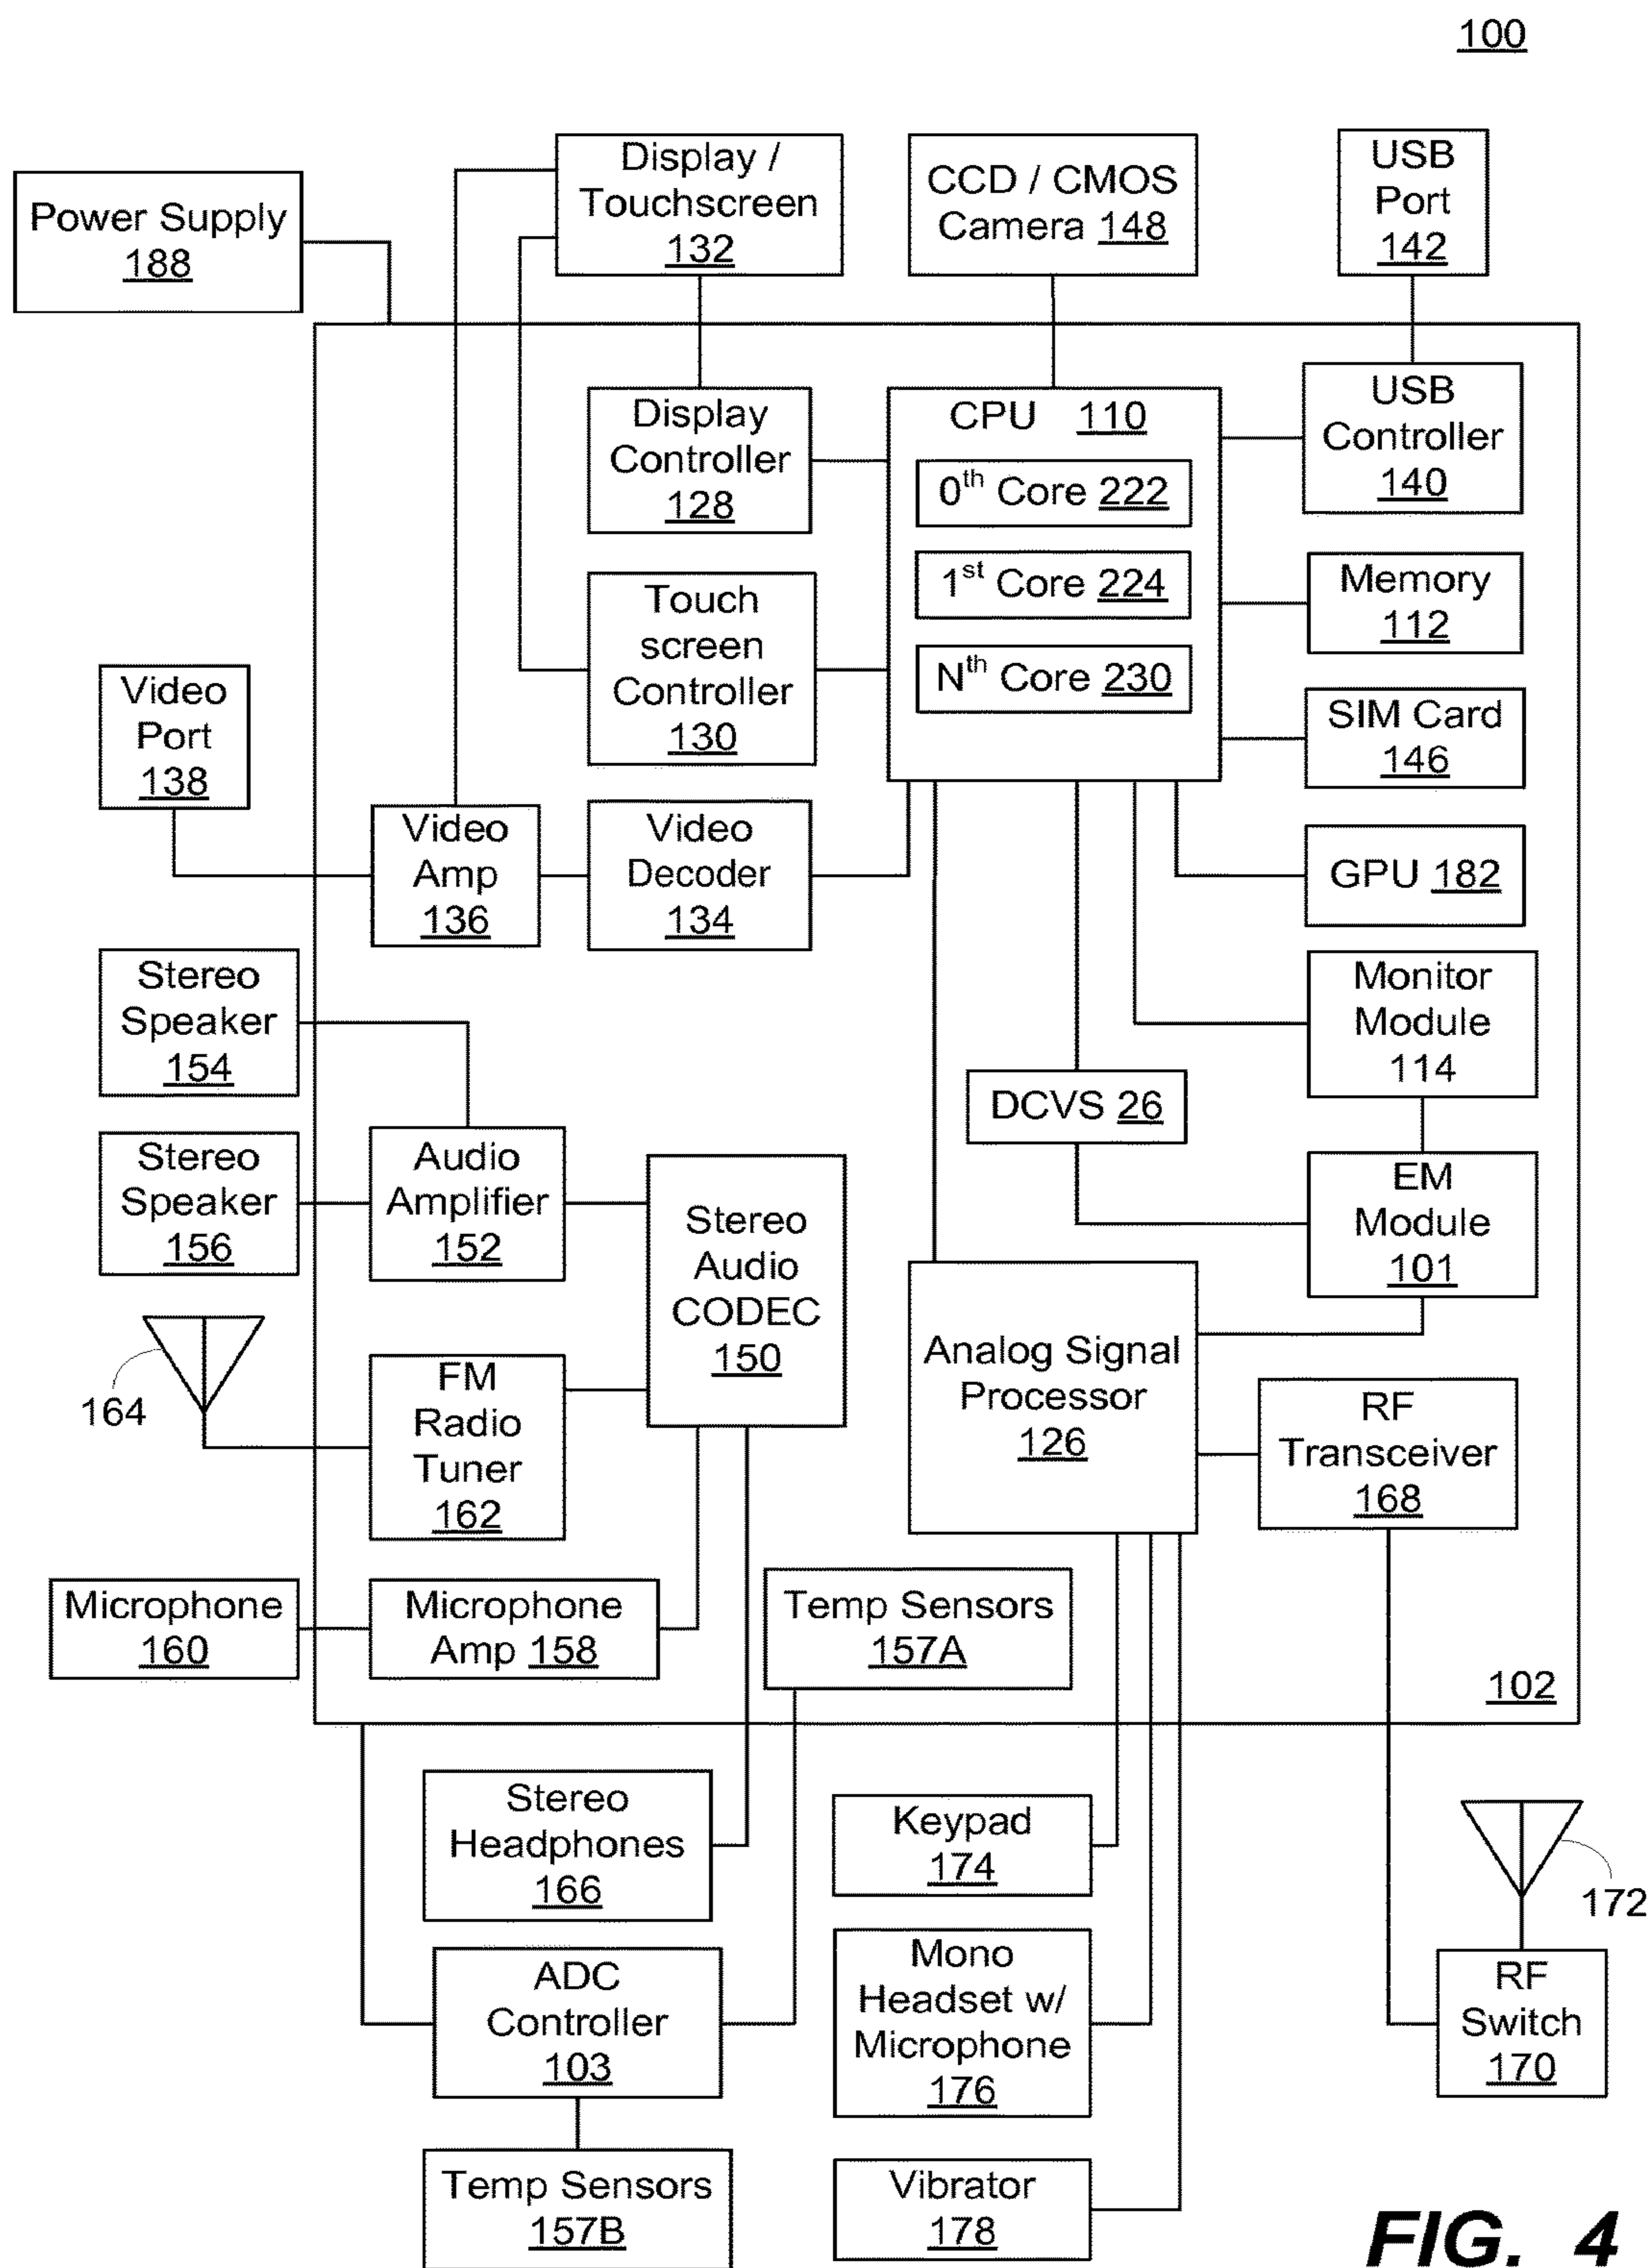 100
Power Supply
188
Display /
Touchscreen
132
CCD / CMOS
Camera 148
USB
Port
142
Display
Controller
128
CPU 110
0th Core 222
1st Core 224
Nth Core 230
USB
Controller
140
Memory
112
SIM Card
146
GPU 182
Touch
screen
Controller
130
Video
Port
138
Video
Amp
136
Video
Decoder
134
Monitor
Module
114
DCVS 26
EM
Module
101
Stereo
Speaker
154
Stereo
Speaker
156
Audio
Amplifier
152
Stereo
Audio
CODEC
150
164
FM
Radio
Tuner
162
Analog Signal
Processor
126
RF
Transceiver
168
Microphone
160
Microphone
Amp 158
Temp Sensors
157A
102
Stereo
Headphones
166
Keypad
174
172
ADC
Controller
103
Mono
Headset w/
Microphone
176
RF
Switch
170
Temp Sensors
157B
Vibrator
178
FIG. 4